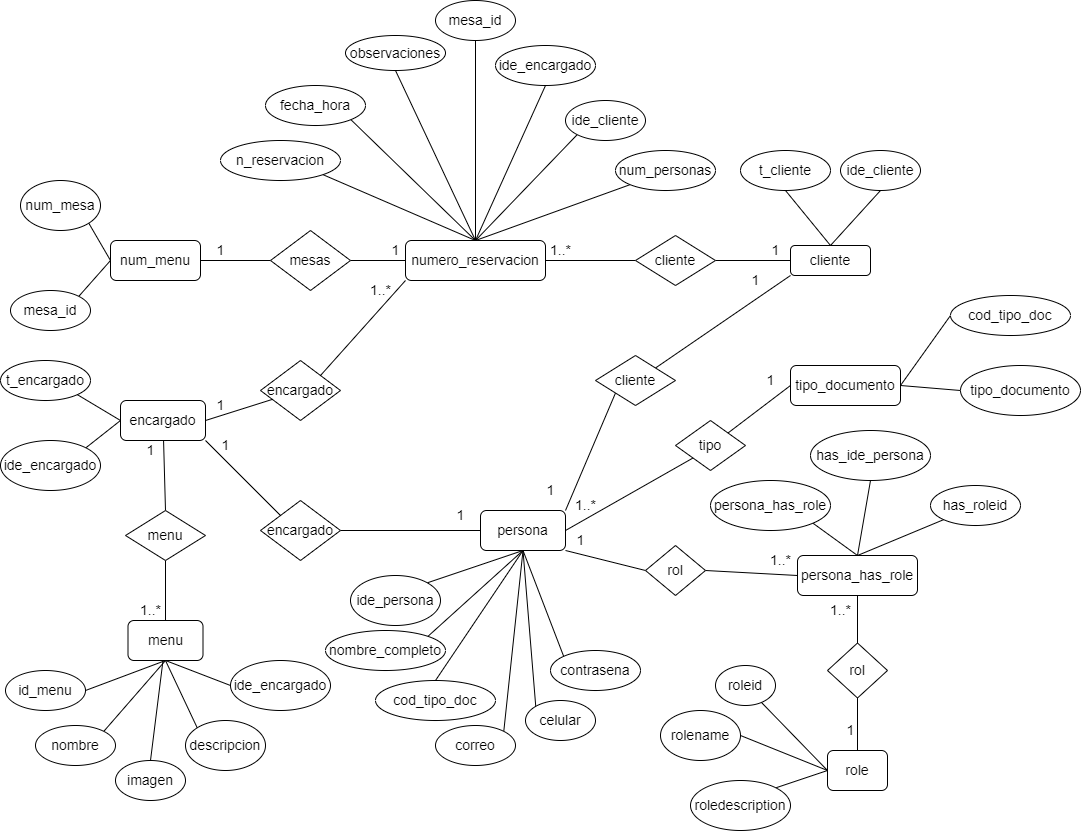 mesa_id
observaciones
ide_encargado
fecha_hora
ide_cliente
n_reservacion
num_personas
t_cliente
ide_cliente
num_mesa
num_menu
1
mesas
1
numero_reservacion
1..*
cliente
1
cliente
mesa_id
1..*
1
cod_tipo_doc
t_encargado
encargado
cliente
1
tipo_documento
tipo_documento
1
encargado
1
1
tipo
ide_encargado
has_ide_persona
menu
encargado
1
1
1..*
persona
1
persona_has_role
has_roleid
rol
1..*
persona_has_role
1..*
menu
1..*
ide_persona
nombre_completo
cod_tipo_doc
correo
celular
contrasena
rol
id_menu
nombre
imagen
descripcion
ide_encargado
roleid
rolename
roledescription
1
role